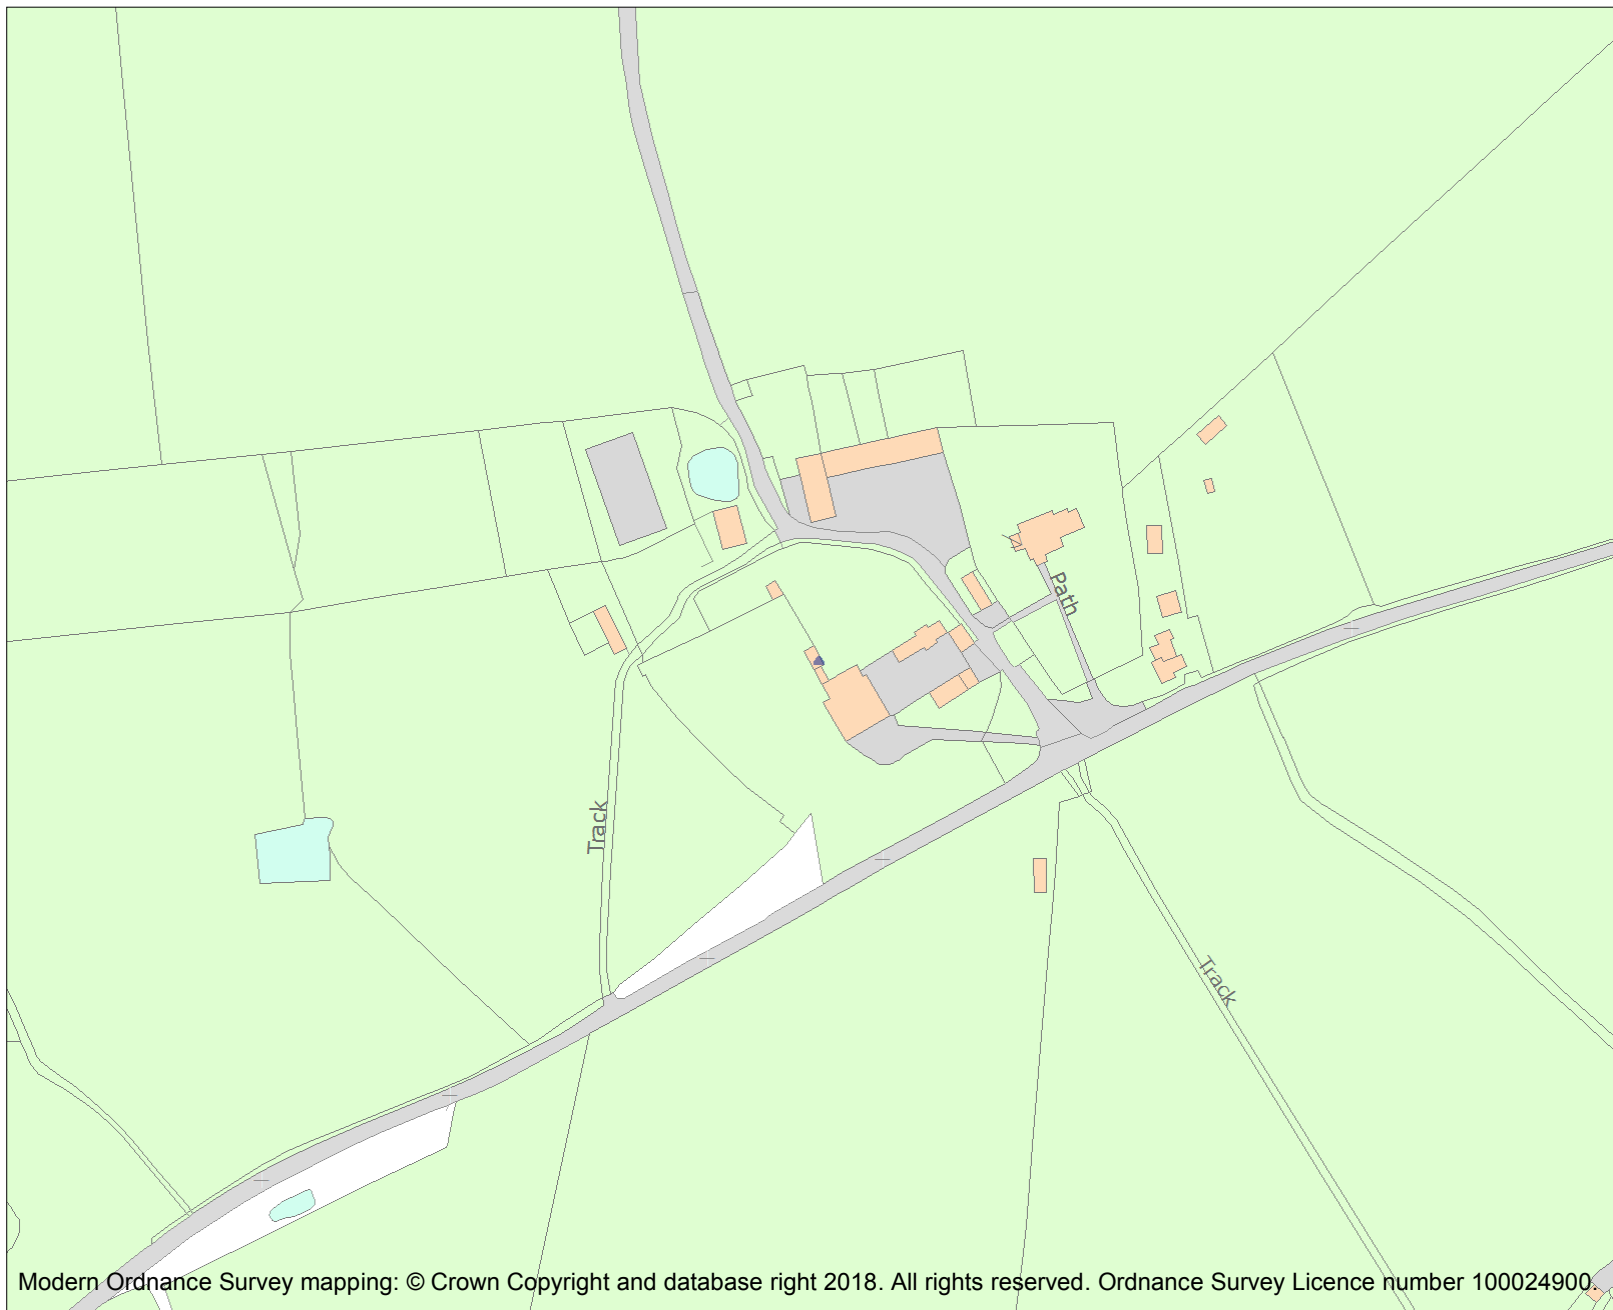 Path
Track
Track
Modern Ordnance Survey mapping: © Crown Copyright and database right 2018. All rights reserved. Ordnance Survey Licence number 100024900.